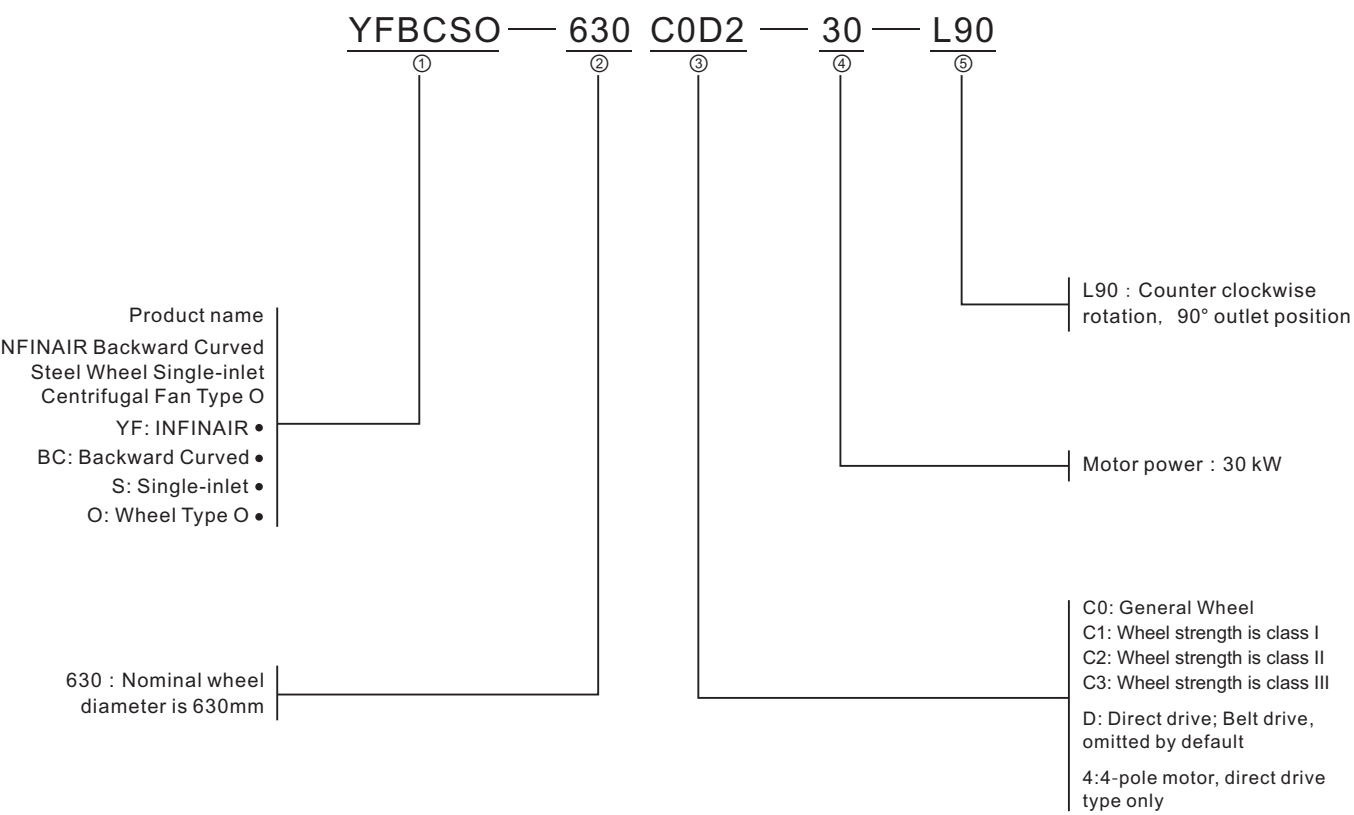 YFBCSO — 630 C0D2 — 30 — L90
① ② ③ ④ ⑤
L90 : Counter clockwise
rotation, 90° outlet position
Product name
NFINAIR Backward Curved
Steel Wheel Single-inlet
Centrifugal Fan Type O
YF: INFINAIR •
BC: Backward Curved •
S: Single-inlet •
O: Wheel Type O •
Motor power : 30 kW
C0: General Wheel
C1: Wheel strength is class I
C2: Wheel strength is class II
C3: Wheel strength is class III
D: Direct drive; Belt drive,
omitted by default
4:4-pole motor, direct drive
type only
630 : Nominal wheel
diameter is 630mm